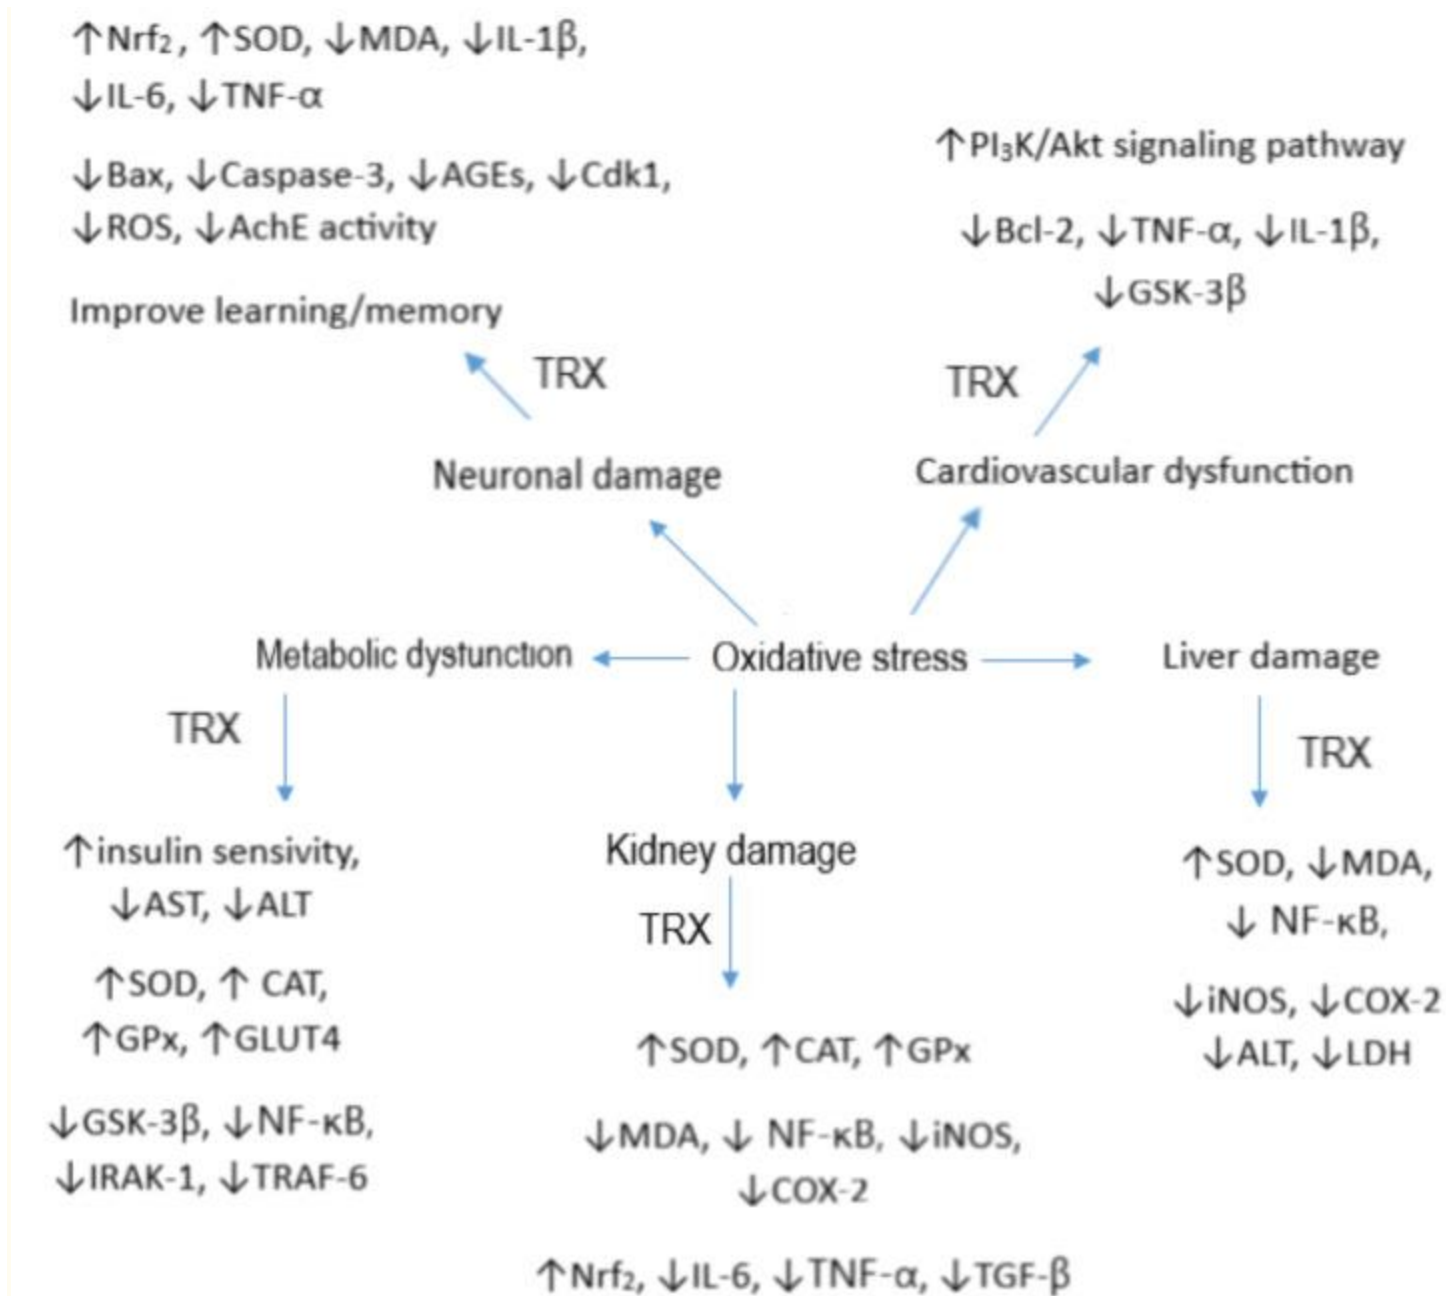 ↑Nrf₂, ↑SOD, ↓MDA, ↓IL-1β,
↓IL-6, ↓TNF-α
↓Bax, ↓Caspase-3, ↓AGEs, ↓Cdk1,
↓ROS, ↓AchE activity
Improve learning/memory
TRX
Neuronal damage
↑PI₃K/Akt signaling pathway
↓Bcl-2, ↓TNF-α, ↓IL-1β,
↓GSK-3β
TRX
Cardiovascular dysfunction
Metabolic dystunction
Oxidative stress
Liver damage
TRX
↑insulin sensivity,
↓AST, ↓ALT
↑SOD, ↑ CAT,
↑GPx, ↑GLUT4
↓GSK-3β, ↓NF-κB,
↓IRAK-1, ↓TRAF-6
Kidney damage
TRX
↑SOD, ↑CAT, ↑GPx
↓MDA, ↓ NF-κB, ↓iNOS,
↓COX-2
↑Nrf₂, ↓IL-6, ↓TNF-α, ↓TGF-β
TRX
↑SOD, ↓MDA,
↓ NF-κB,
↓iNOS, ↓COX-2
↓ALT, ↓LDH